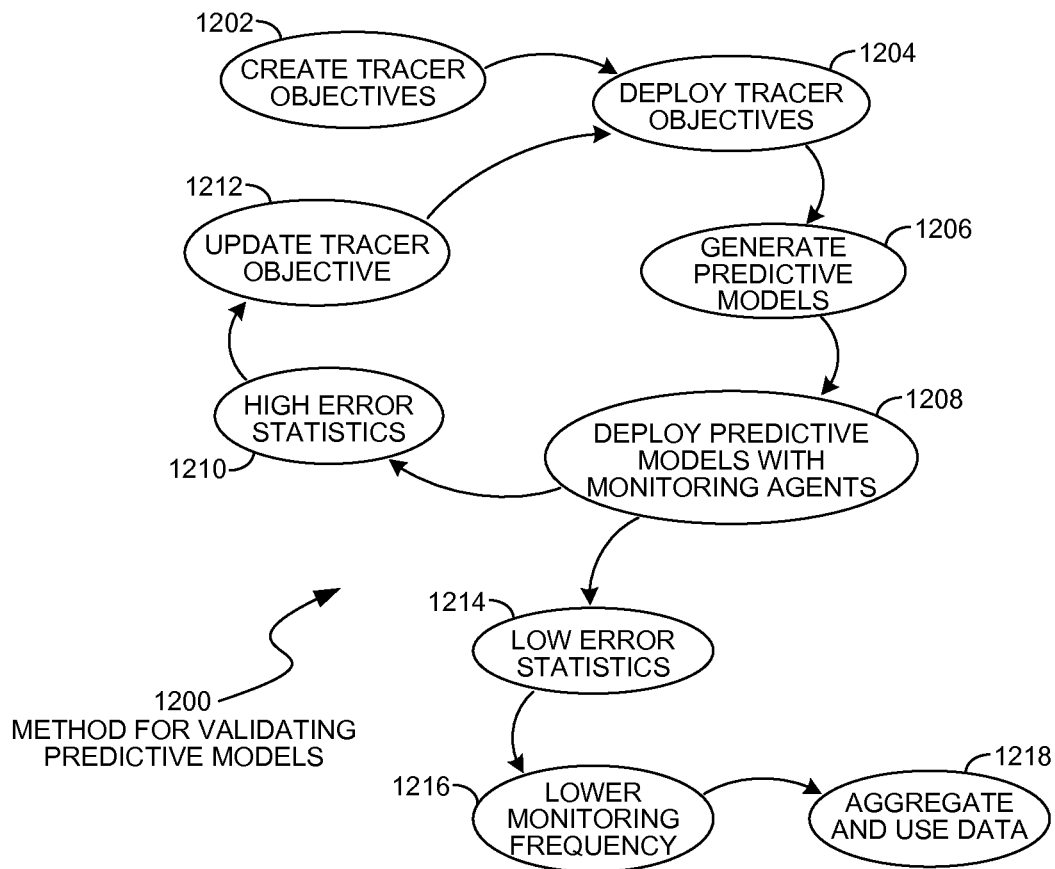 1202
CREATE TRACER
OBJECTIVES
1204
DEPLOY TRACER
OBJECTIVES
1212
UPDATE TRACER
OBJECTIVE
1206
GENERATE
PREDICTIVE
MODELS
HIGH ERROR
STATISTICS
1210
1208
DEPLOY PREDICTIVE
MODELS WITH
MONITORING AGENTS
1214
LOW ERROR
STATISTICS
1200
METHOD FOR VALIDATING
PREDICTIVE MODELS
1216
LOWER
MONITORING
FREQUENCY
1218
AGGREGATE
AND USE DATA